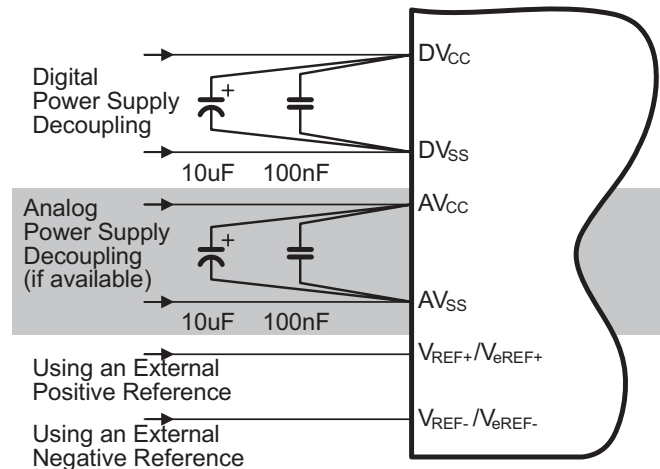 DVCC
Digital
Power Supply
Decoupling
+
DVSS
10uF 100nF
Analog
Power Supply
Decoupling
(if available)
AVCC
+
AVSS
10uF 100nF
Using an External
Positive Reference
VREF+/VeREF+
Using an External
Negative Reference
VREF-/VeREF-